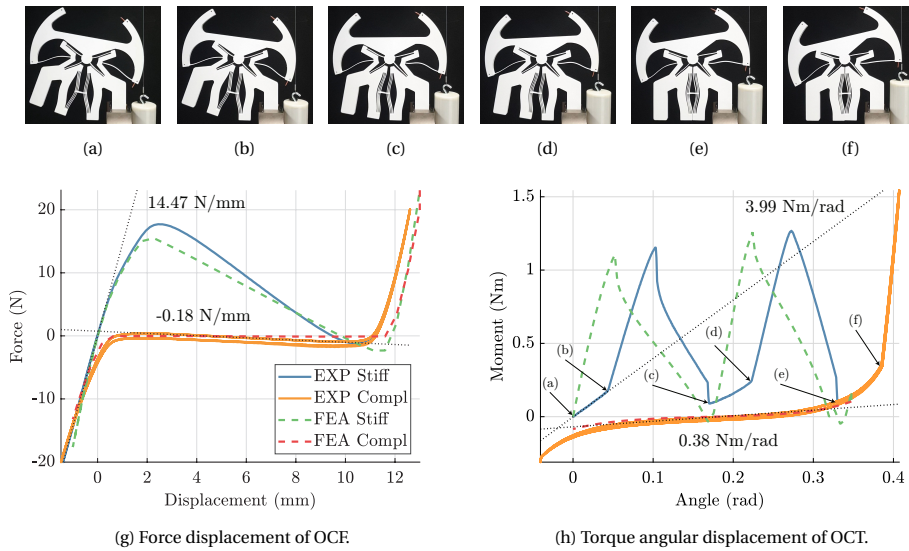 (a) (b) (c) (d) (e) (f)
14.47 N/mm
-0.18 N/mm
20
10
0
-10
-20
Force (N)
EXP Stiff
EXP Compl
FEA Stiff
FEA Compl
0 2 4 6 8 10 12
Displacement (mm)
(g) Force displacement of OCF.
1.5
1
0.5
0
Moment (Nm)
3.99 Nm/rad
(a)
(b)
(c)
(d)
(e)
(f)
0.38 Nm/rad
0 0.1 0.2 0.3 0.4
Angle (rad)
(h) Torque angular displacement of OCT.